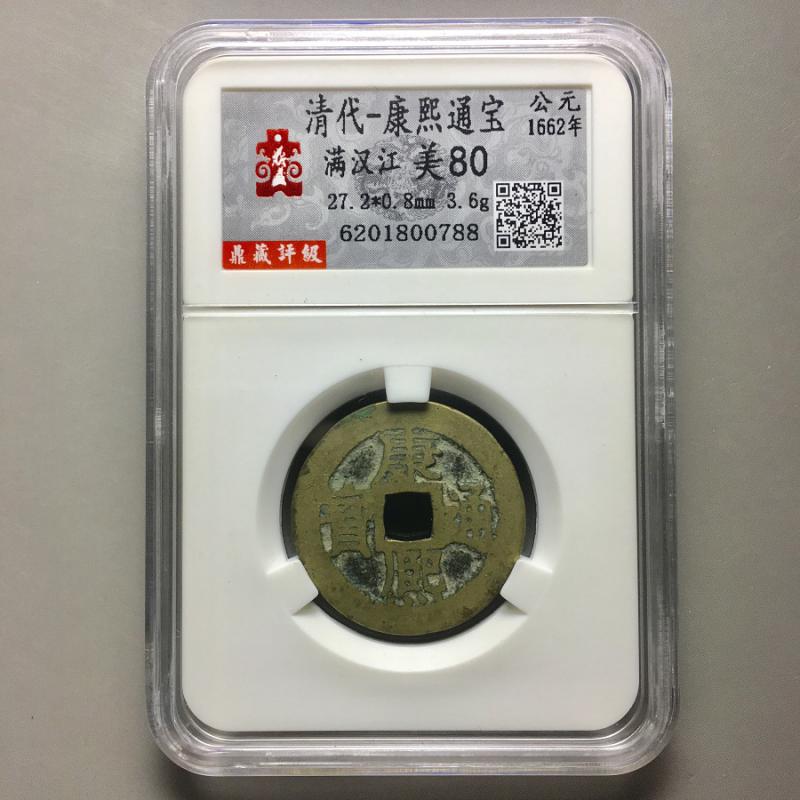 清代-康熙通宝
公元
1662年
满汉江 美80
27.2*0.8mm 3.6g
6201800788
鼎藏評級
康熙通寶